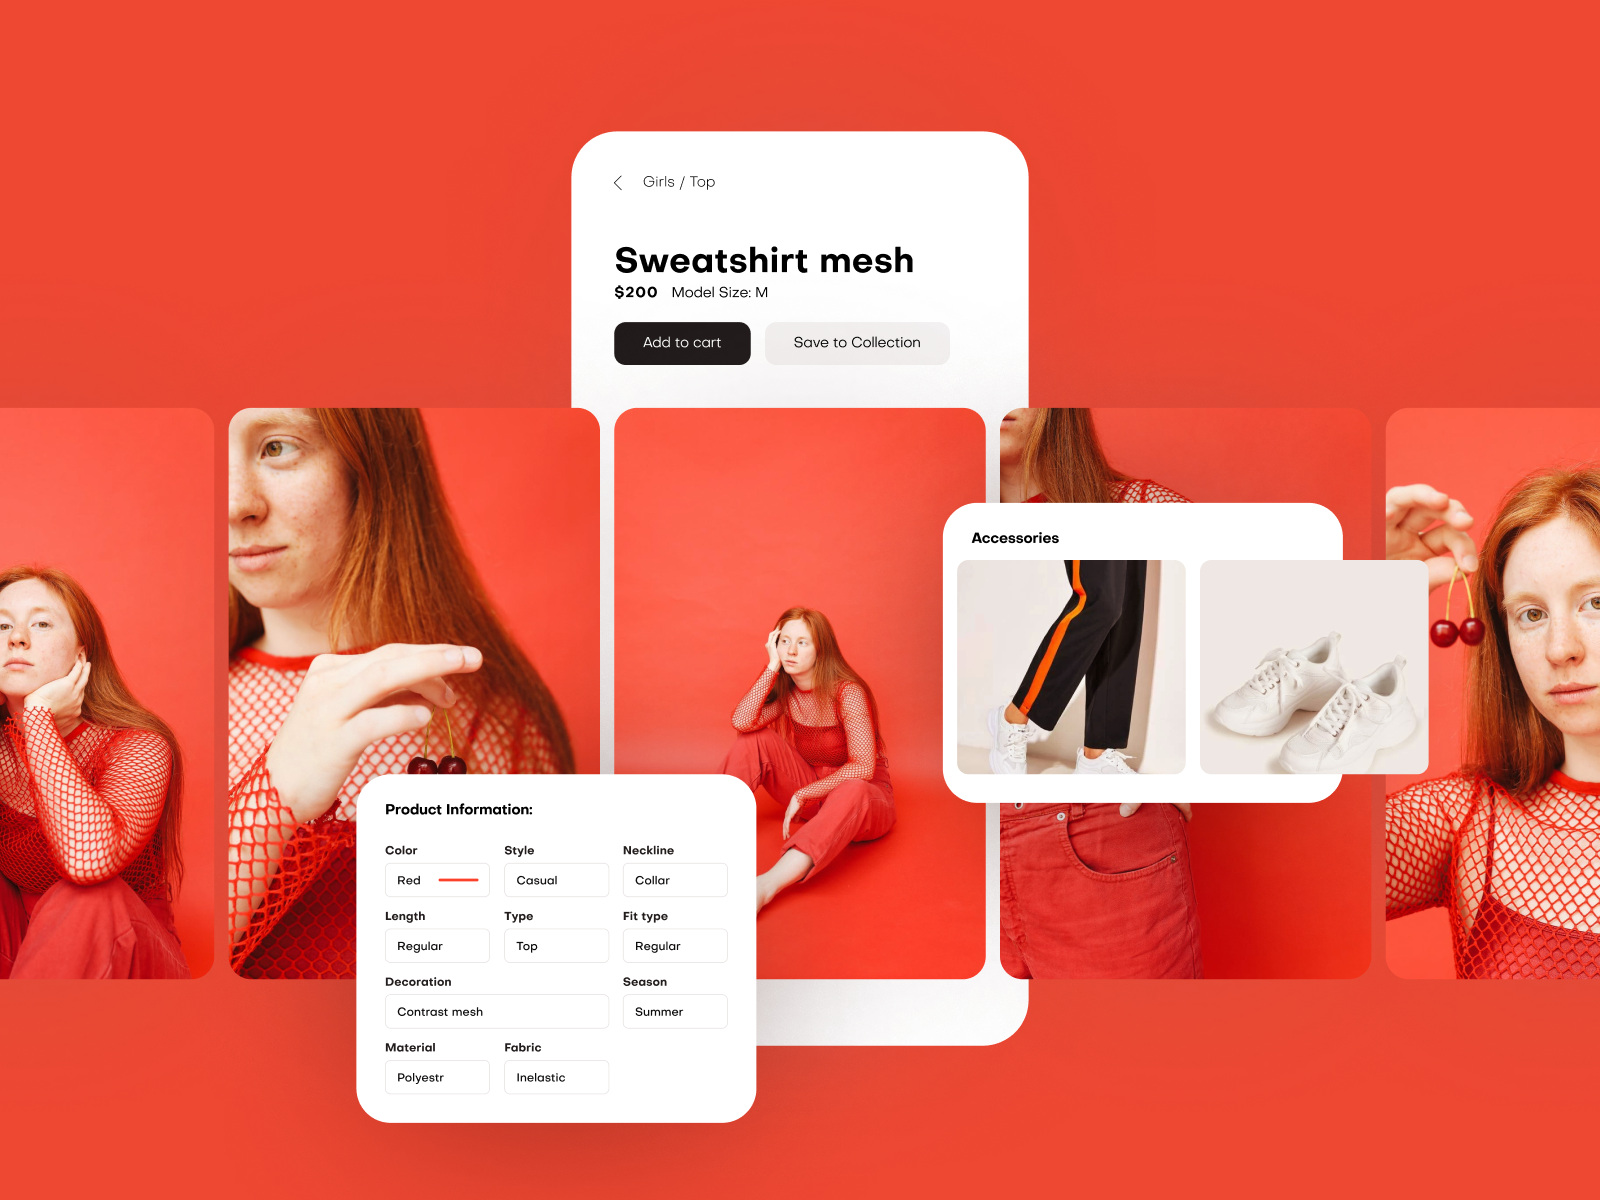 Girls / Top
Sweatshirt mesh
$200 Model Size: M
Add to cart Save to Collection
Accessories
Product Information:
Color Style Neckline
Red Casual Collar
Length Type Fit type
Regular Top Regular
Decoration Season
Contrast mesh Summer
Material Fabric
Polyestr Inelastic